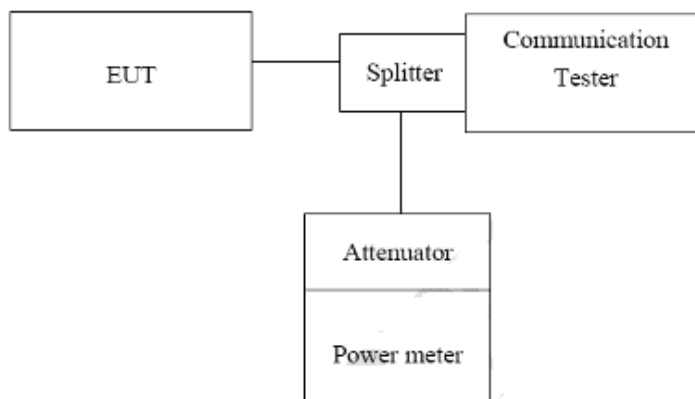 EUT
Splitter
Communication
Tester
Attenuator
Power meter